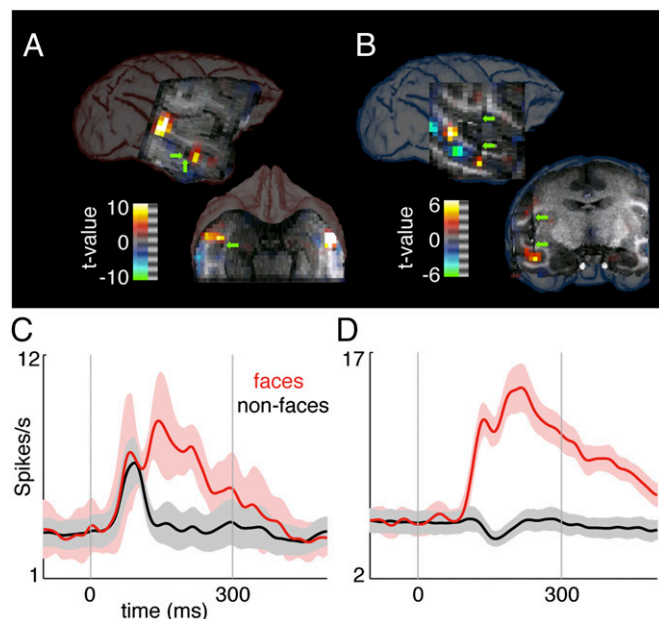 A
B
t-value
10
0
-10
t-value
6
0
-6
C
D
Spikes/s
12
1
faces
non-faces
0
300
time (ms)
17
2
0
300